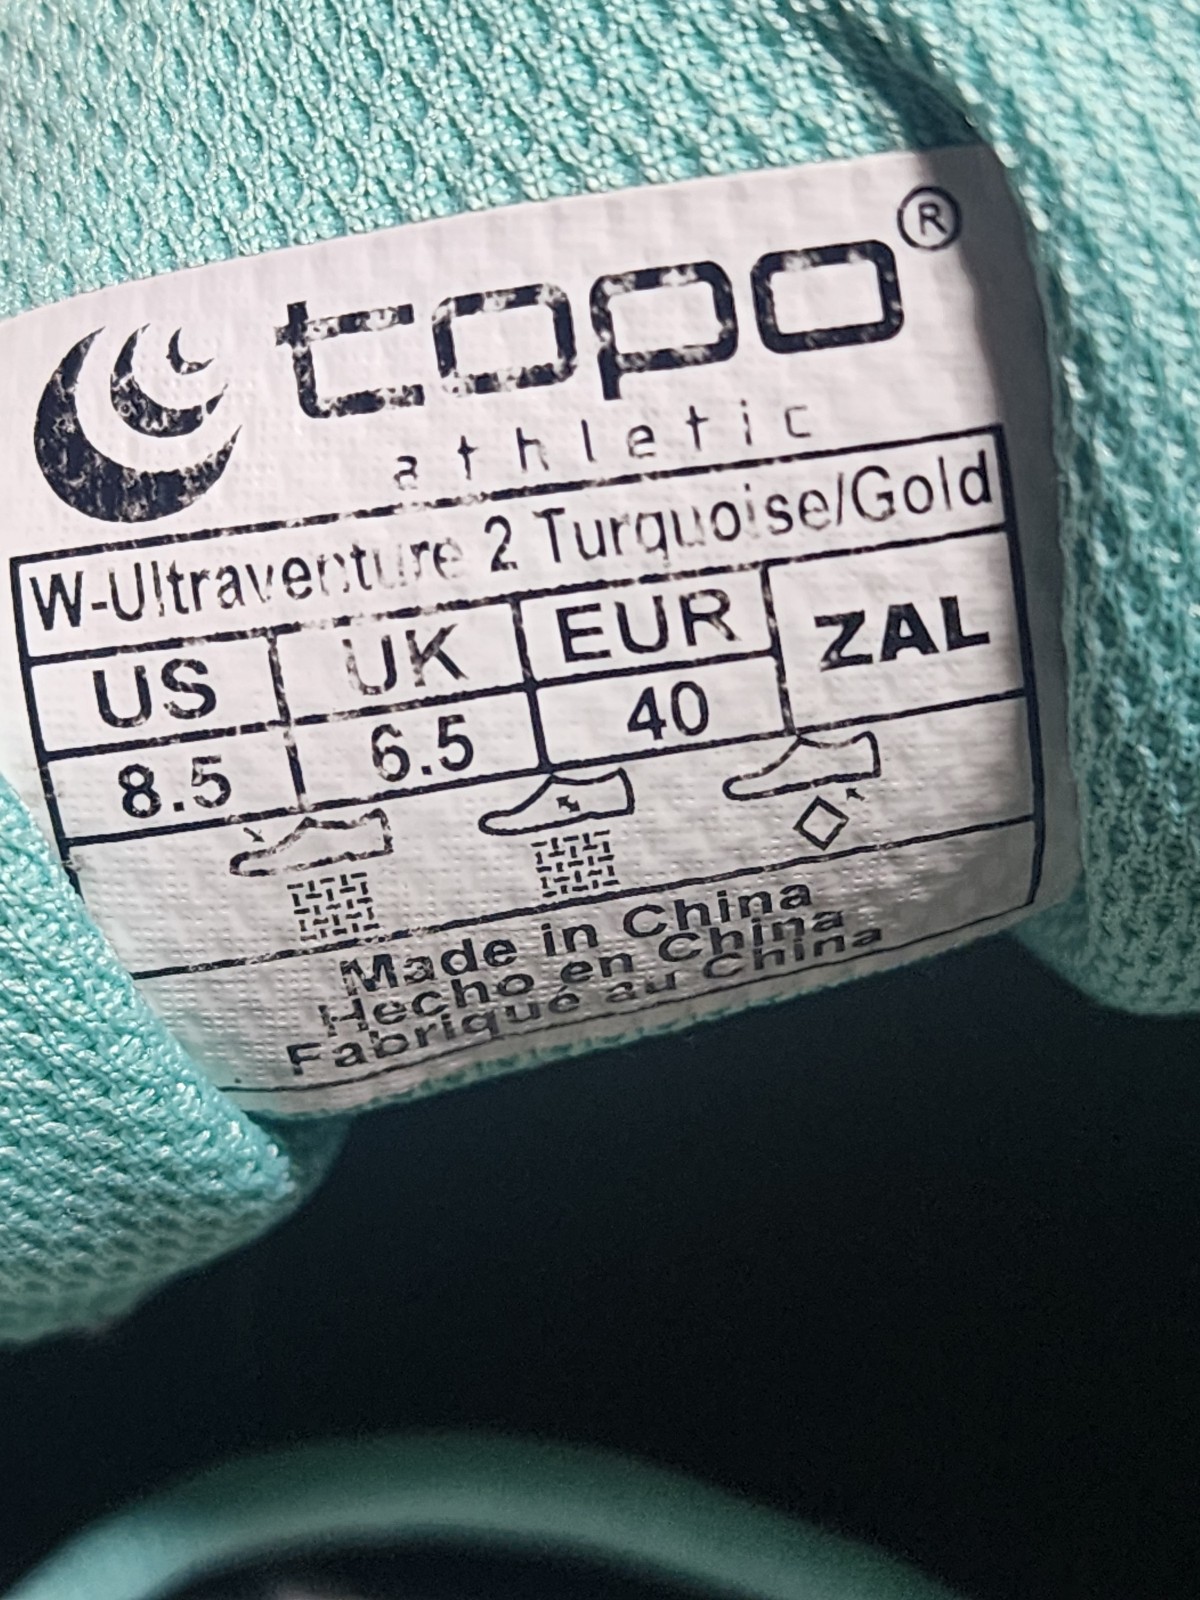 topo®
athletic
W-Ultraventure 2 Turquoise/Gold
US UK EUR ZAL
8.5 6.5 40
Made in China
Hecho en China
Fabriqué au China